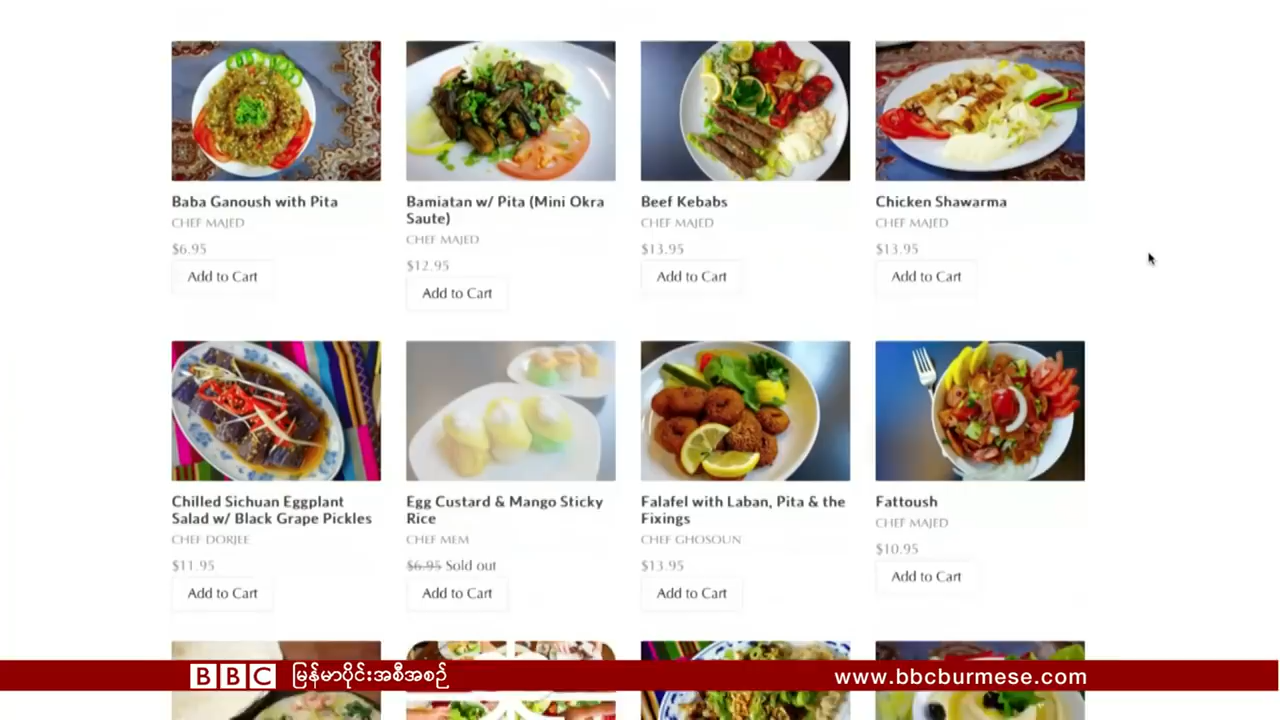 Baba Ganoush with Pita
CHEF MAJED
$6.95
Add to Cart
Bamiatan w/ Pita (Mini Okra
Saute)
CHEF MAJED
$12.95
Add to Cart
Beef Kebabs
CHEF MAJED
$13.95
Add to Cart
Chicken Shawarma
CHEF MAJED
$13.95
Add to Cart
Chilled Sichuan Eggplant
Salad w/ Black Grape Pickles
CHEF DORJEE
$11.95
Add to Cart
Egg Custard & Mango Sticky
Rice
CHEF MEM
$6.95 Sold out
Add to Cart
Falafel with Laban, Pita & the
Fixings
CHEF GHOSOUN
$13.95
Add to Cart
Fattoush
CHEF MAJED
$10.95
Add to Cart
BBC မြန်မာပိုင်းအစီအစဉ်
www.bbcburmese.com